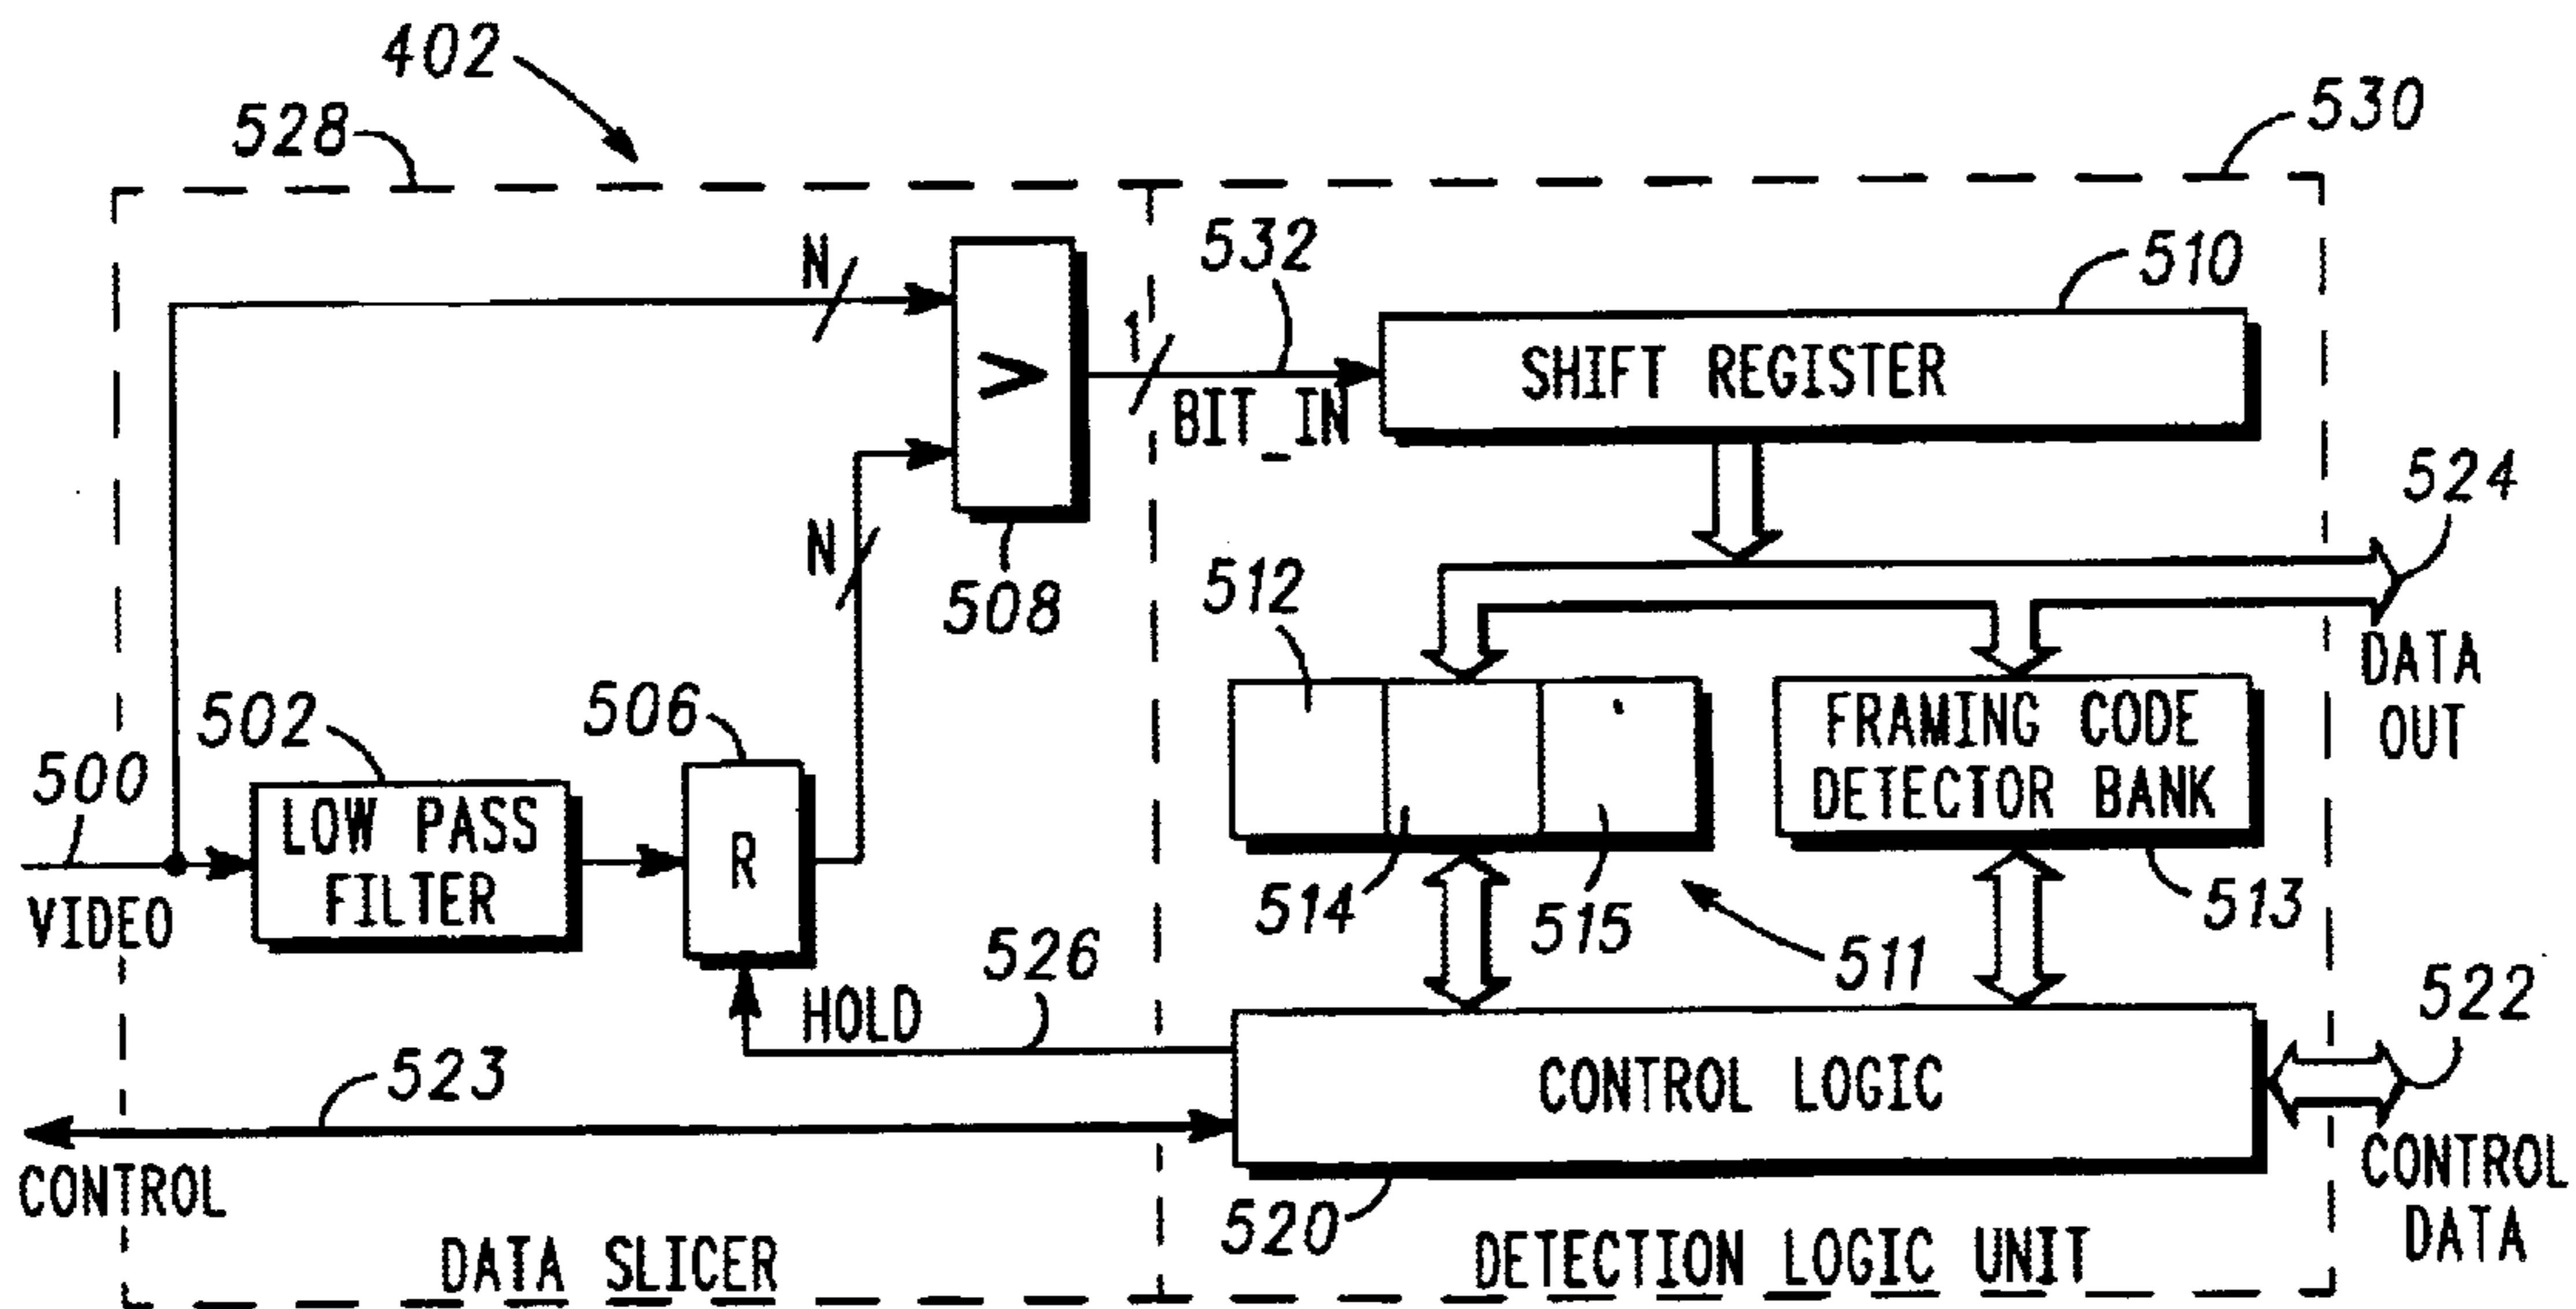 402
528
530
N
532
510
>
1
SHIFT REGISTER
BIT_IN
524
N
508
512
DATA
OUT
506
502
500
LOW PASS
FILTER
R
FRAMING CODE
DETECTOR BANK
VIDEO
514
515
513
511
526
HOLD
522
523
CONTROL LOGIC
CONTROL
CONTROL
DATA
520
DATA SLICER
DETECTION LOGIC UNIT